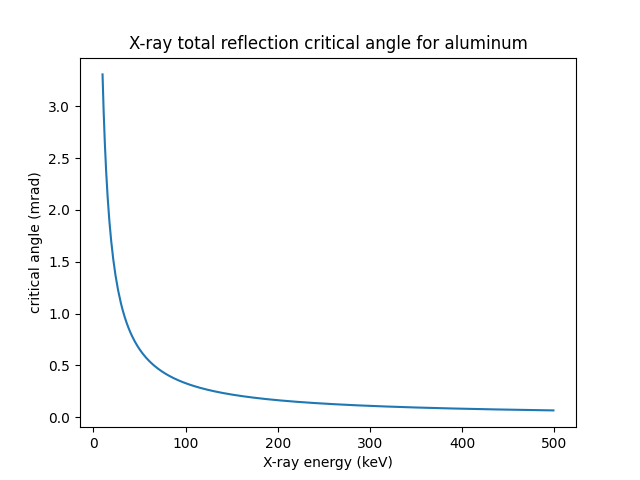 X-ray total reflection critical angle for aluminum
critical angle (mrad)
3.0
2.5
2.0
1.5
1.0
0.5
0.0
0 100 200 300 400 500
X-ray energy (keV)